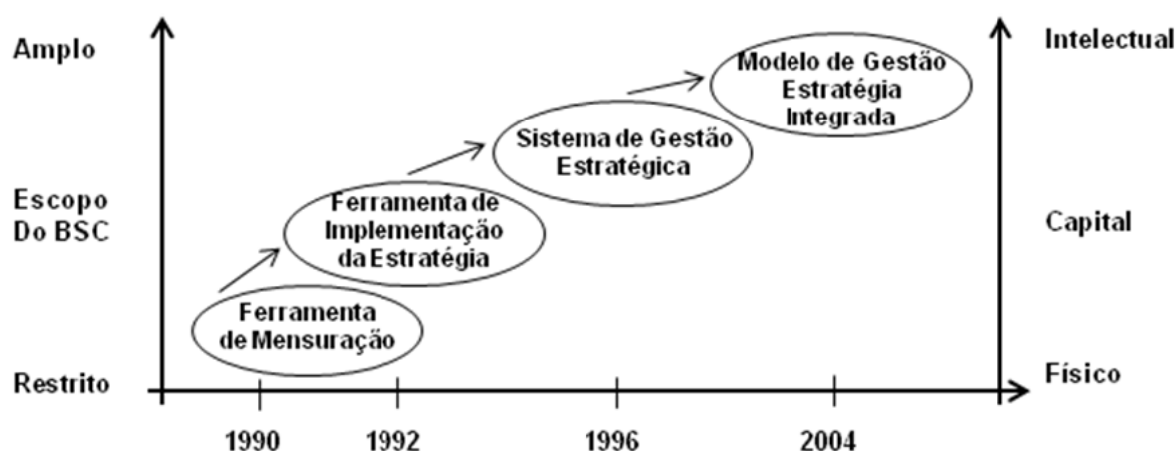 Amplo
Escopo
Do BSC
Restrito
Modelo de Gestão
Estratégia
Integrada
Sistema de Gestão
Estratégica
Ferramenta de
Implementação
da Estratégia
Ferramenta
de Mensuração
Intelectual
Capital
Físico
1990
1992
1996
2004